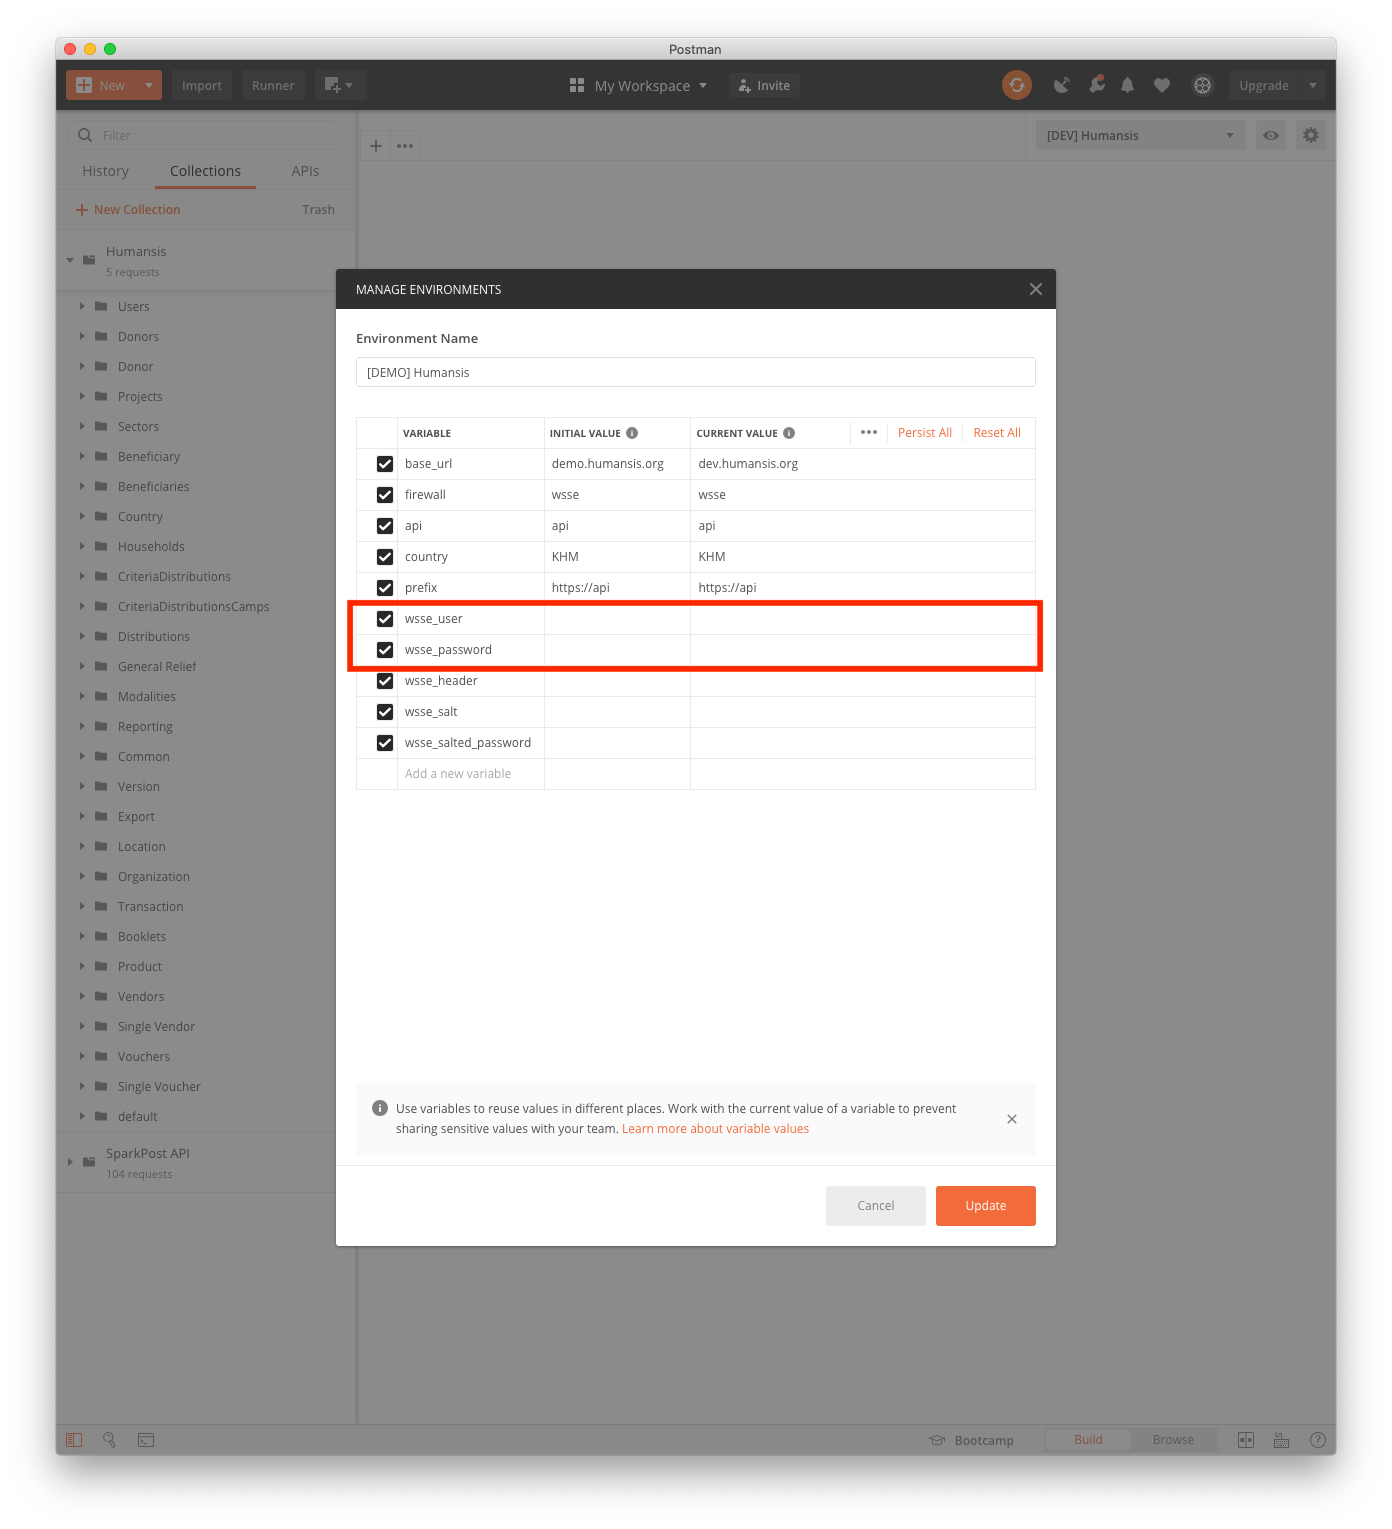 Postman
New
Import
Runner
My Workspace
Invite
Upgrade
Filter
[DEV] Humansis
History
Collections
APIs
New Collection
Trash
Humansis
5 requests
Users
Donors
Donor
Projects
Sectors
Beneficiary
Beneficiaries
Country
Households
CriteriaDistributions
CriteriaDistributionsCamps
Distributions
General Relief
Modalities
Reporting
Common
Version
Export
Location
Organization
Transaction
Booklets
Product
Vendors
Single Vendor
Vouchers
Single Voucher
default
SparkPost API
104 requests
MANAGE ENVIRONMENTS
Environment Name
[DEMO] Humansis
VARIABLE INITIAL VALUE CURRENT VALUE Persist All Reset All
base_url demo.humansis.org dev.humansis.org
firewall wsse wsse
api api api
country KHM KHM
prefix https://api https://api
wsse_user
wsse_password
wsse_header
wsse_salt
wsse_salted_password
Add a new variable
Use variables to reuse values in different places. Work with the current value of a variable to prevent
sharing sensitive values with your team. Learn more about variable values
Cancel
Update
Bootcamp
Build
Browse